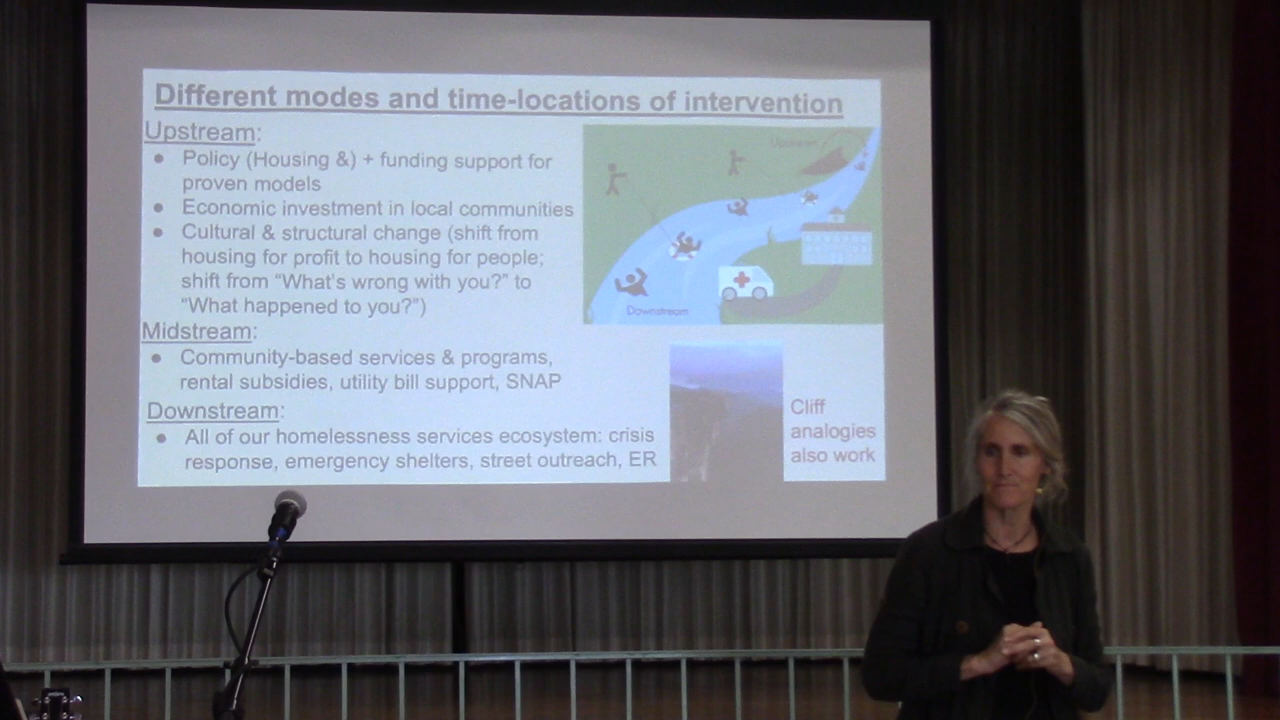 Different modes and time-locations of intervention
Upstream:
● Policy (Housing &) + funding support for
proven models
● Economic investment in local communities
● Cultural & structural change (shift from
housing for profit to housing for people;
shift from “What’s wrong with you?” to
“What happened to you?”)
Midstream:
● Community-based services & programs,
rental subsidies, utility bill support, SNAP
Downstream:
● All of our homelessness services ecosystem: crisis
response, emergency shelters, street outreach, ER
Upstream
Downstream
Cliff
analogies
also work